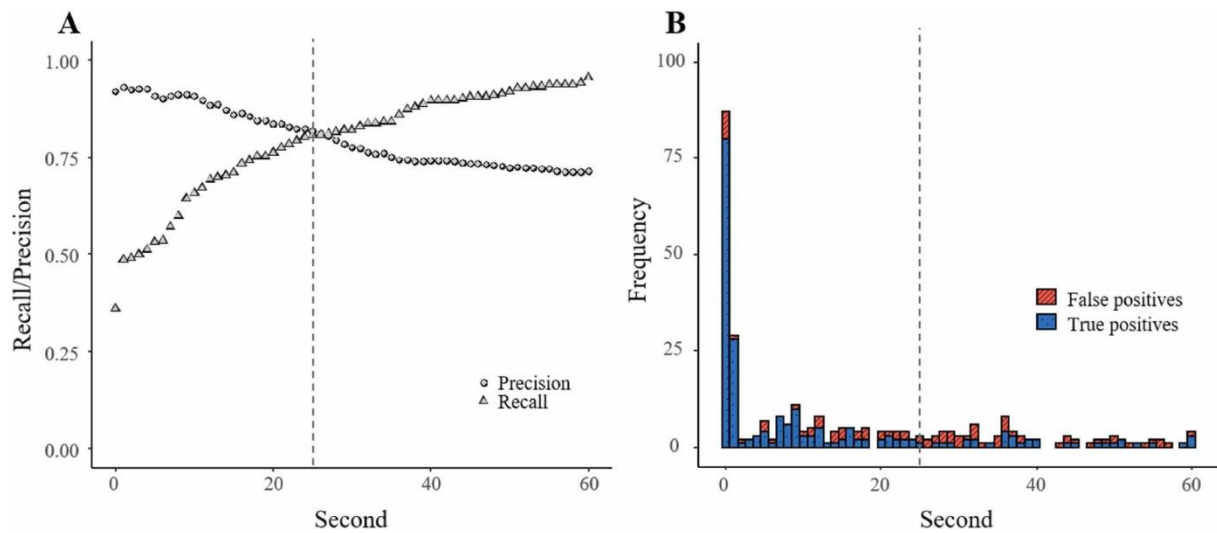 A
1.00
0.75
0.50
0.25
0.00
Recall/Precision
Precision
Recall
0
20
40
60
Second
B
100
75
50
25
0
Frequency
False positives
True positives
0
20
40
60
Second